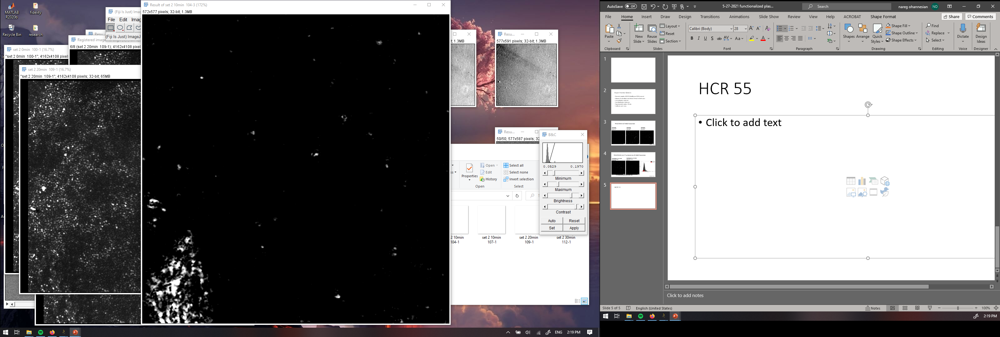 MATLAB
R2020b
fidelity
Recycle Bin
research
(Fiji Is Just) Imag
File Edit Imag
(Fiji Is Just) ImageJ
Resu
Registered image
6/8 (set 2 20min 109-1); 4162x4108 pixel
set 2 0min 100-1 (16.7%)
"set 2 0min 100-1"; 4162x4108 pixels
set 2 20min 109-1 (16.7%)
"set 2 20min 109-1"; 4162x4108 pixels; 32-bit; 65MB
Result of set 2 10min 104-3 (172%)
572x577 pixels; 32-bit; 1.3MB
t; 1.3MB
Resu...
577x591 pixels; 32-bit; 1.3MB
Resu...
50/50; 577x587 pixels; 32
B&C
0.0529 0.1970
Minimum
Maximum
Brightness
Contrast
Auto Reset
Set Apply
Properties
Open
Edit
History
Open
Select all
Select none
Invert selection
Select
2 10min
104-1
set 2 10min
107-1
set 2 20min
109-1
set 2 30min
112-1
ENG 2:19 PM
AutoSave Off
5-27-2021 functionalized plas...
Search
nareg ohannesian NO
File Home Insert Draw Design Transitions Animations Slide Show Review View Help ACROBAT Shape Format
Share Comments
Paste
Clipboard
New
Slide
Reuse
Slides
Layout
Reset
Section
Slides
Calibri (Body) 28
B I U S ab AV Aa
Font
Paragraph
Shapes Arrange Quick
Styles
Shape Fill
Shape Outline
Shape Effects
Drawing
Find
Replace
Select
Editing
Dictate
Voice
Design
Ideas
Designer
1
2
Experimental Details
3
4
5
HCR 55
HCR 55
• Click to add text
Click to add notes
Slide 5 of 5 English (United States)
Notes
100%
2:19 PM